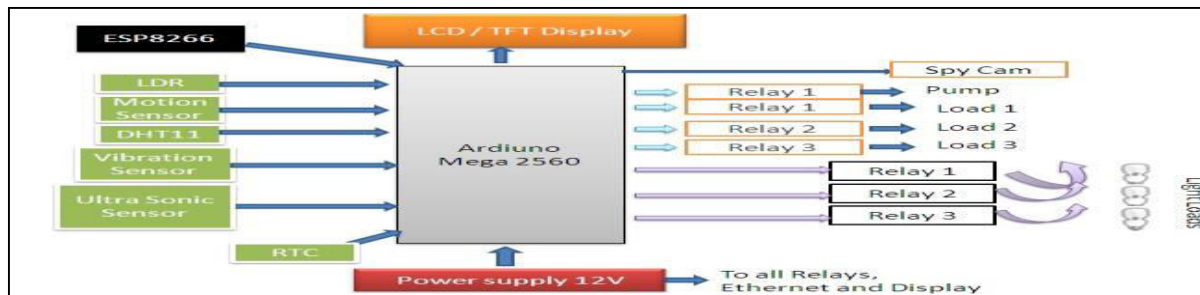 ESP8266
LCD / TFT Display
LDR
Motion
Sensor
DHT11
Vibration
Sensor
Ultra Sonic
Sensor
RTC
Ardiuno
Mega 2560
Spy Cam
Relay 1
Pump
Relay 1
Load 1
Relay 2
Load 2
Relay 3
Load 3
Relay 1
Relay 2
Relay 3
LightLoads
Power supply 12V
To all Relays,
Ethernet and Display